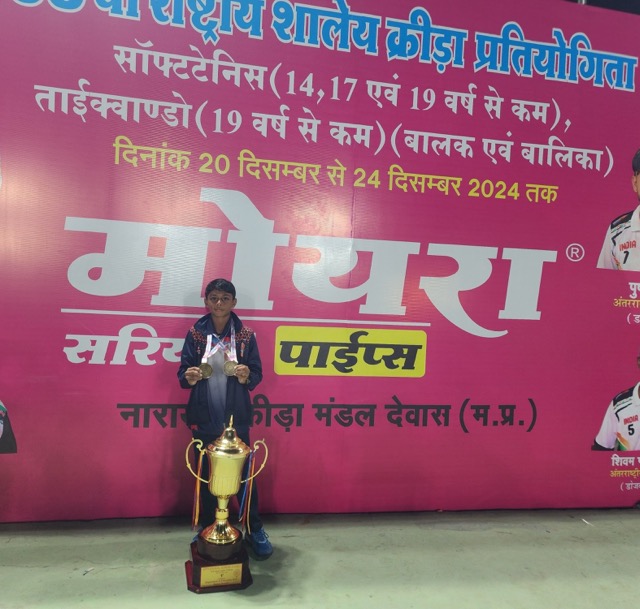 राष्ट्रीय शालेय क्रीड़ा प्रतियोगिता
सॉफ्टटेनिस(14,17 एवं 19 वर्ष से कम),
ताईक्वाण्डो(19 वर्ष से कम)(बालक एवं बालिका)
दिनांक 20 दिसम्बर से 24 दिसम्बर 2024 तक
मोयरा ®
पाईप्स
क्रीडा मंडल देवास (म.प्र.)
INDIA
7
INDIA
5
शिवम